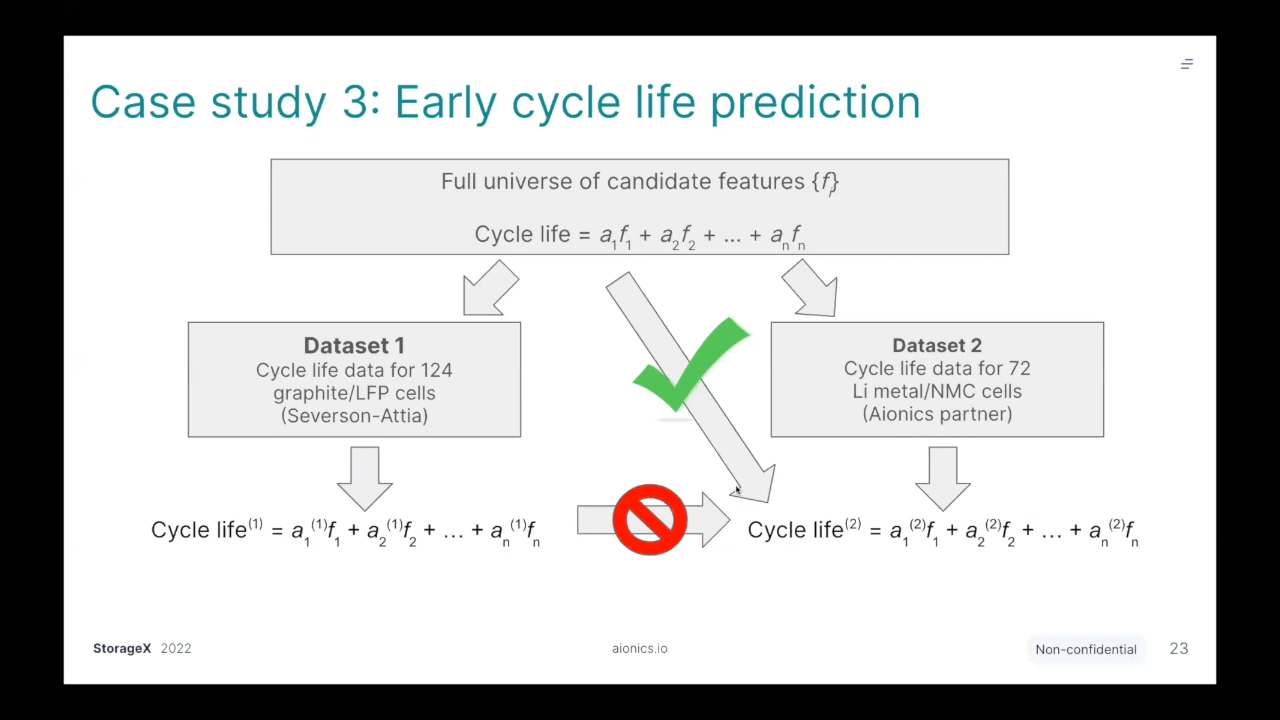 Case study 3: Early cycle life prediction
Full universe of candidate features {fᵢ}
Cycle life = a₁f₁ + a₂f₂ + ... + aₙfₙ
Dataset 1
Cycle life data for 124
graphite/LFP cells
(Severson-Attia)
Dataset 2
Cycle life data for 72
Li metal/NMC cells
(Aionics partner)
Cycle life⁽¹⁾ = a₁⁽¹⁾f₁ + a₂⁽¹⁾f₂ + ... + aₙ⁽¹⁾fₙ
Cycle life⁽²⁾ = a₁⁽²⁾f₁ + a₂⁽²⁾f₂ + ... + aₙ⁽²⁾fₙ
StorageX 2022
aionics.io
Non-confidential
23